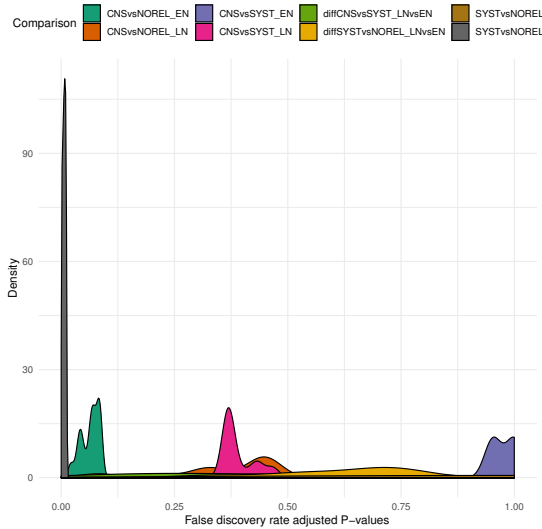 Comparison
CNSvsNOREL_EN CNSvsSYST_EN diffCNSvsSYST_LNvsEN SYSTvsNOREL
CNSvsNOREL_LN CNSvsSYST_LN diffSYSTvsNOREL_LNvsEN SYSTvsNOREL
Density
90
60
30
0
0.00 0.25 0.50 0.75 1.00
False discovery rate adjusted P−values